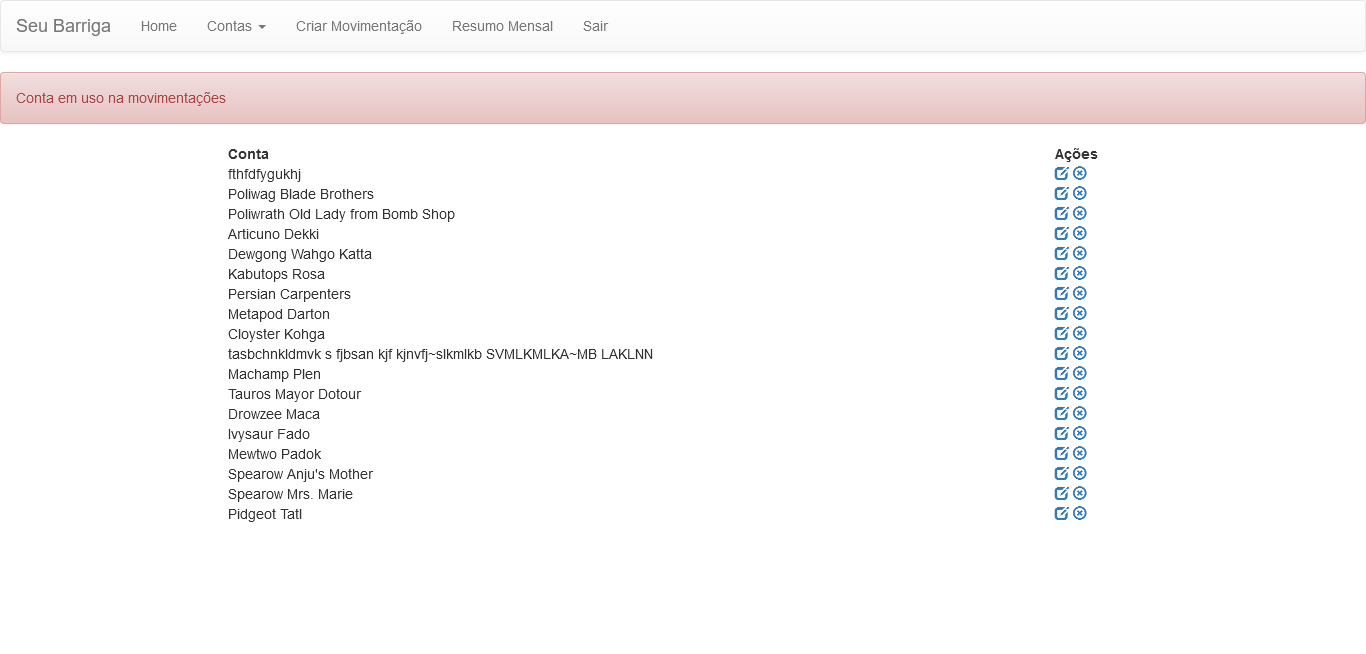 Seu Barriga Home Contas Criar Movimentação Resumo Mensal Sair
Conta em uso na movimentações
Conta Ações
fthfdfygukhj
Poliwag Blade Brothers
Poliwrath Old Lady from Bomb Shop
Articuno Dekki
Dewgong Wahgo Katta
Kabutops Rosa
Persian Carpenters
Metapod Darton
Cloyster Kohga
tasbchnkldmvk s fjbsan kjf kjnvfj~slkmlkb SVMLKMLKA~MB LAKLNN
Machamp Plen
Tauros Mayor Dotour
Drowzee Maca
Ivysaur Fado
Mewtwo Padok
Spearow Anju's Mother
Spearow Mrs. Marie
Pidgeot Tatl